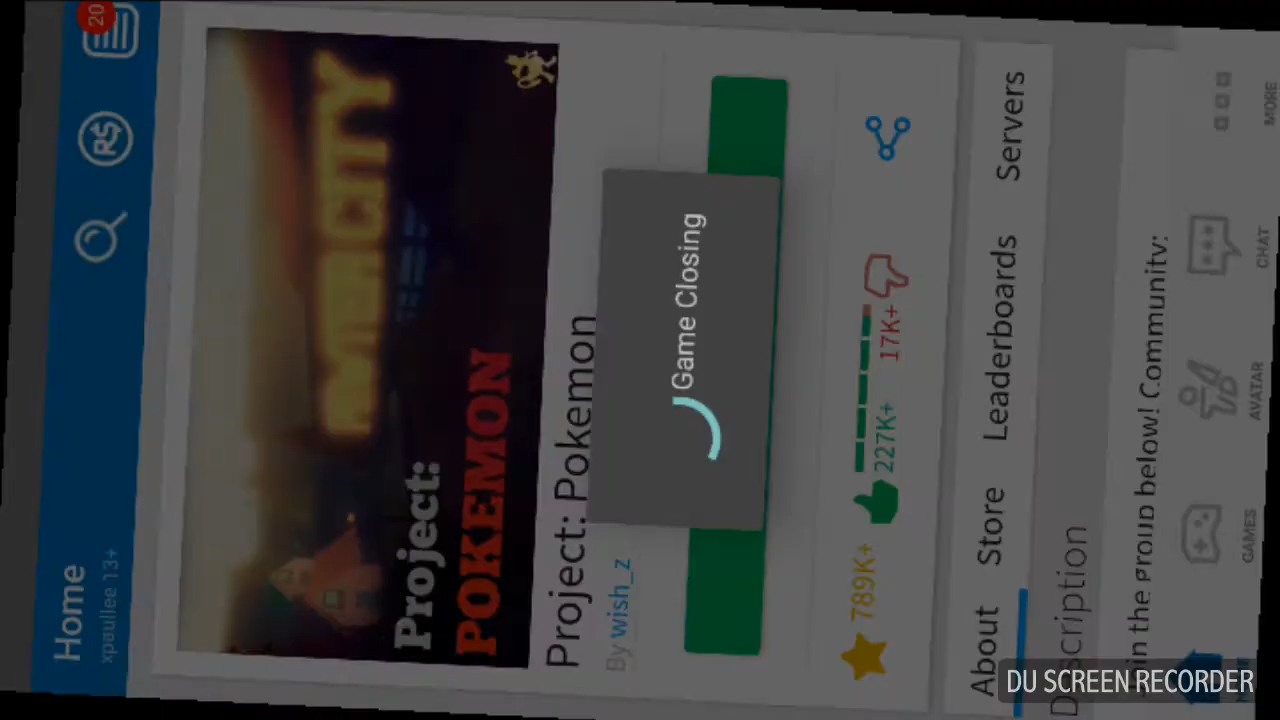 Home
xpaullee 13+
R$
20
Project:
POKEMON
Project: Pokemon
By wish_z
Game Closing
789K+
227K+
17K+
About
Store
Leaderboards
Servers
Description
in the
below! Community:
GAMES
AVATAR
CHAT
MORE
DU SCREEN RECORDER